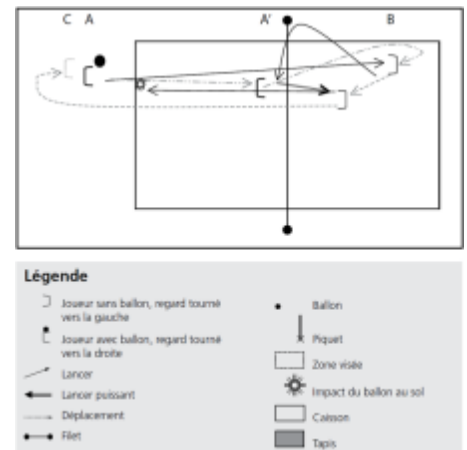 C A A' B
Légende
Joueur sans ballon, regard tourné
vers la gauche
Joueur avec ballon, regard tourné
vers la droite
Lancer
Lancer puissant
Déplacement
Filet
Ballon
Piquet
Zone visée
Impact du ballon au sol
Caisson
Tapis